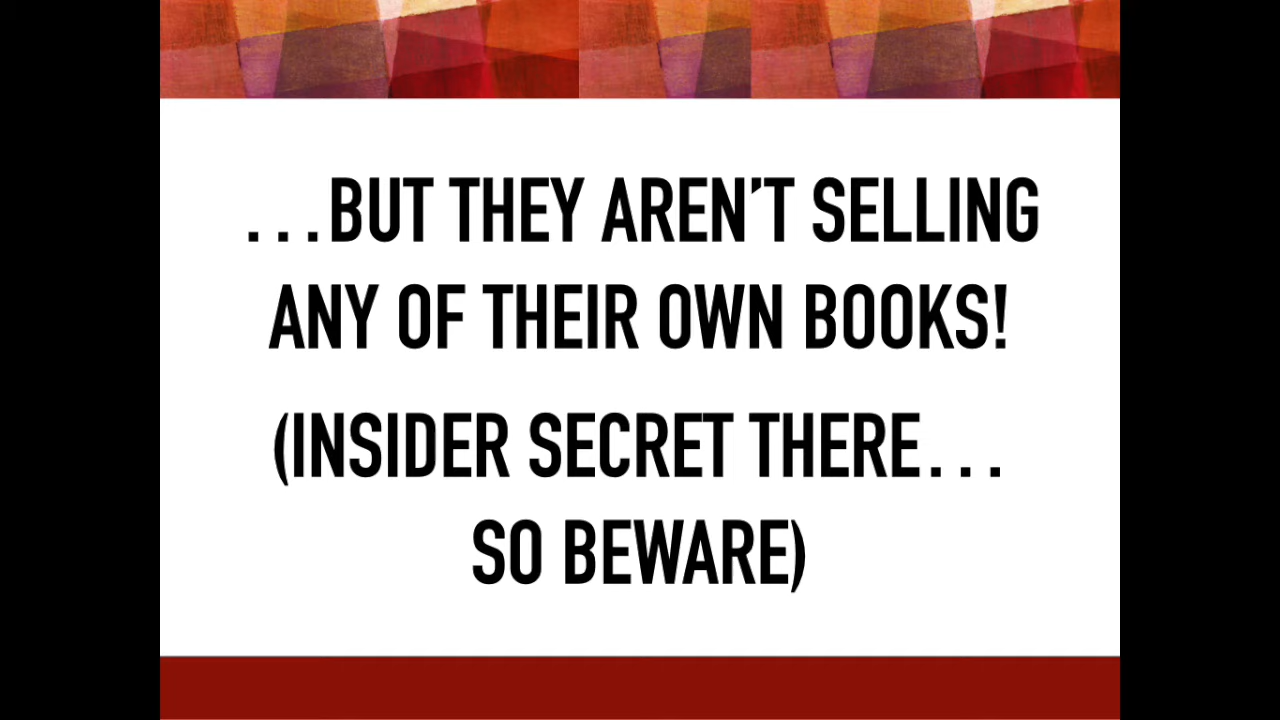 ...BUT THEY AREN'T SELLING
ANY OF THEIR OWN BOOKS!
(INSIDER SECRET THERE...
SO BEWARE)